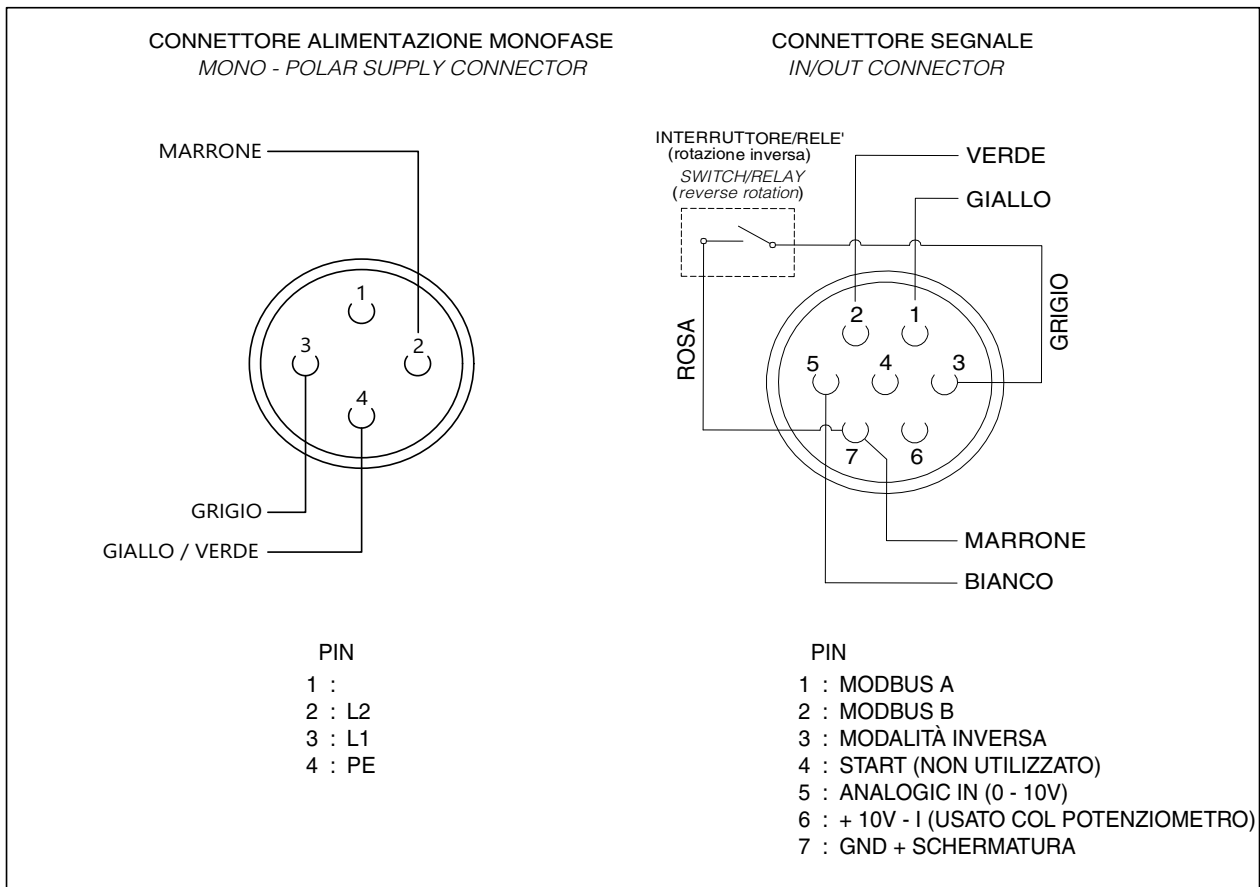 CONNETTORE ALIMENTAZIONE MONOFASE
MONO - POLAR SUPPLY CONNECTOR
MARRONE
1
3
2
4
GRIGIO
GIALLO / VERDE
PIN
1 :
2 : L2
3 : L1
4 : PE
CONNETTORE SEGNALE
IN/OUT CONNECTOR
INTERRUTTORE/RELE'
(rotazione inversa)
SWITCH/RELAY
(reverse rotation)
VERDE
GIALLO
ROSA
GRIGIO
2
1
5
4
3
7
6
MARRONE
BIANCO
PIN
1 : MODBUS A
2 : MODBUS B
3 : MODALITÀ INVERSA
4 : START (NON UTILIZZATO)
5 : ANALOGIC IN (0 - 10V)
6 : + 10V - I (USATO COL POTENZIOMETRO)
7 : GND + SCHERMATURA